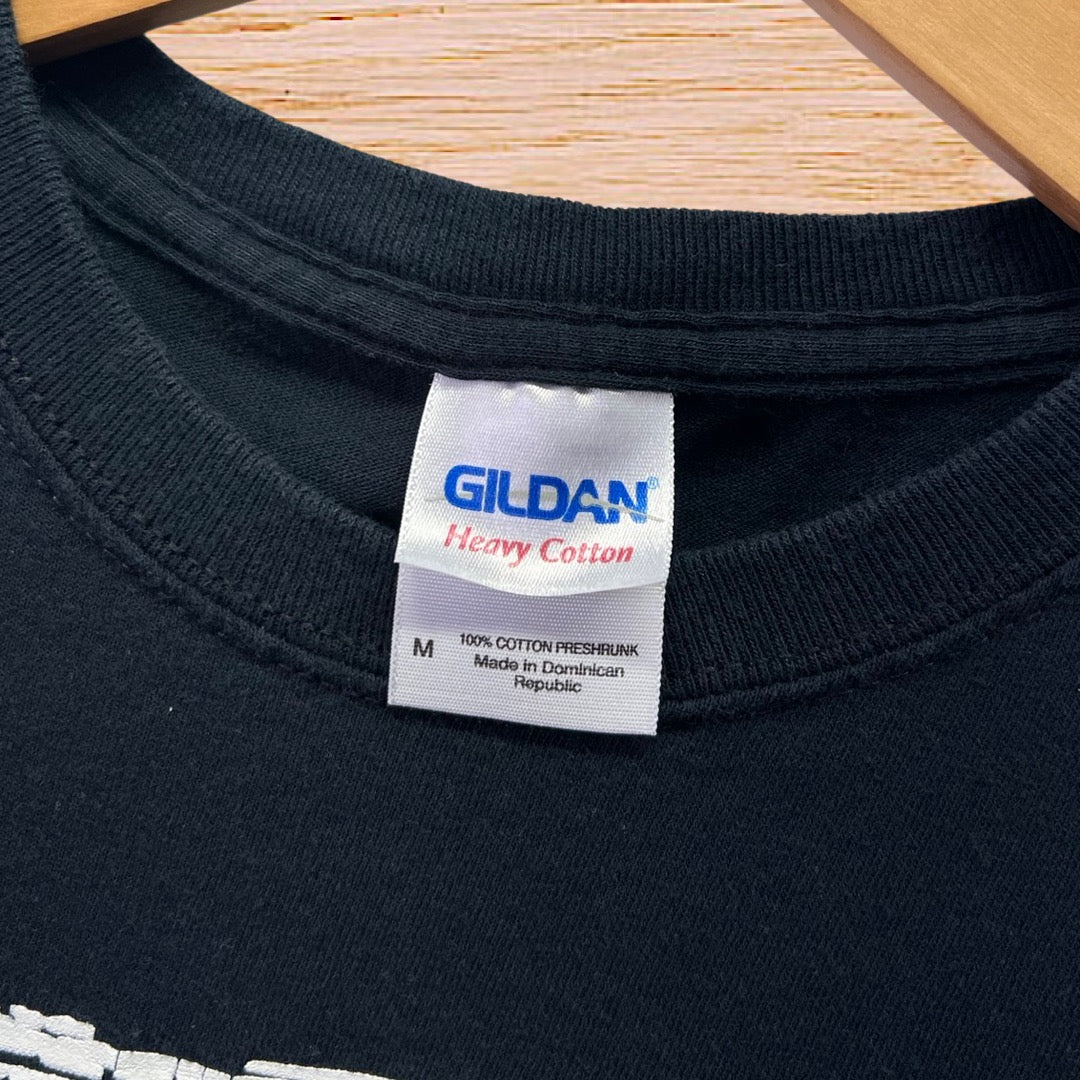 GILDAN®
Heavy Cotton
M
100% COTTON PRESHRUNK
Made in Dominican
Republic